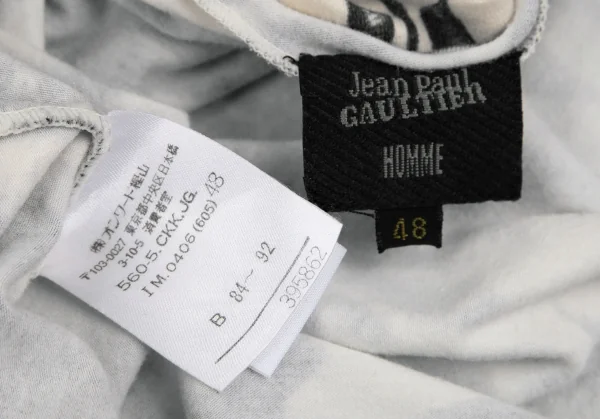 Jean Paul
GAULTIER
HOMME
48
㈱オンワード樫山
〒103-0027 東京都中央区日本橋
3-10-5 消費者室
560-5. CKK.JG.
I M.0406(605) 48
B 84～ 92
395862